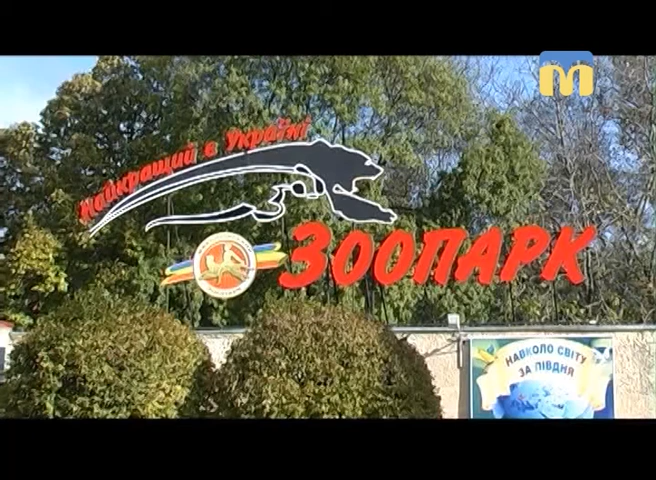 М
Найкращий в Україні
ЗООПАРК
НАВКОЛО СВІТУ
ЗА ПІВДНЯ